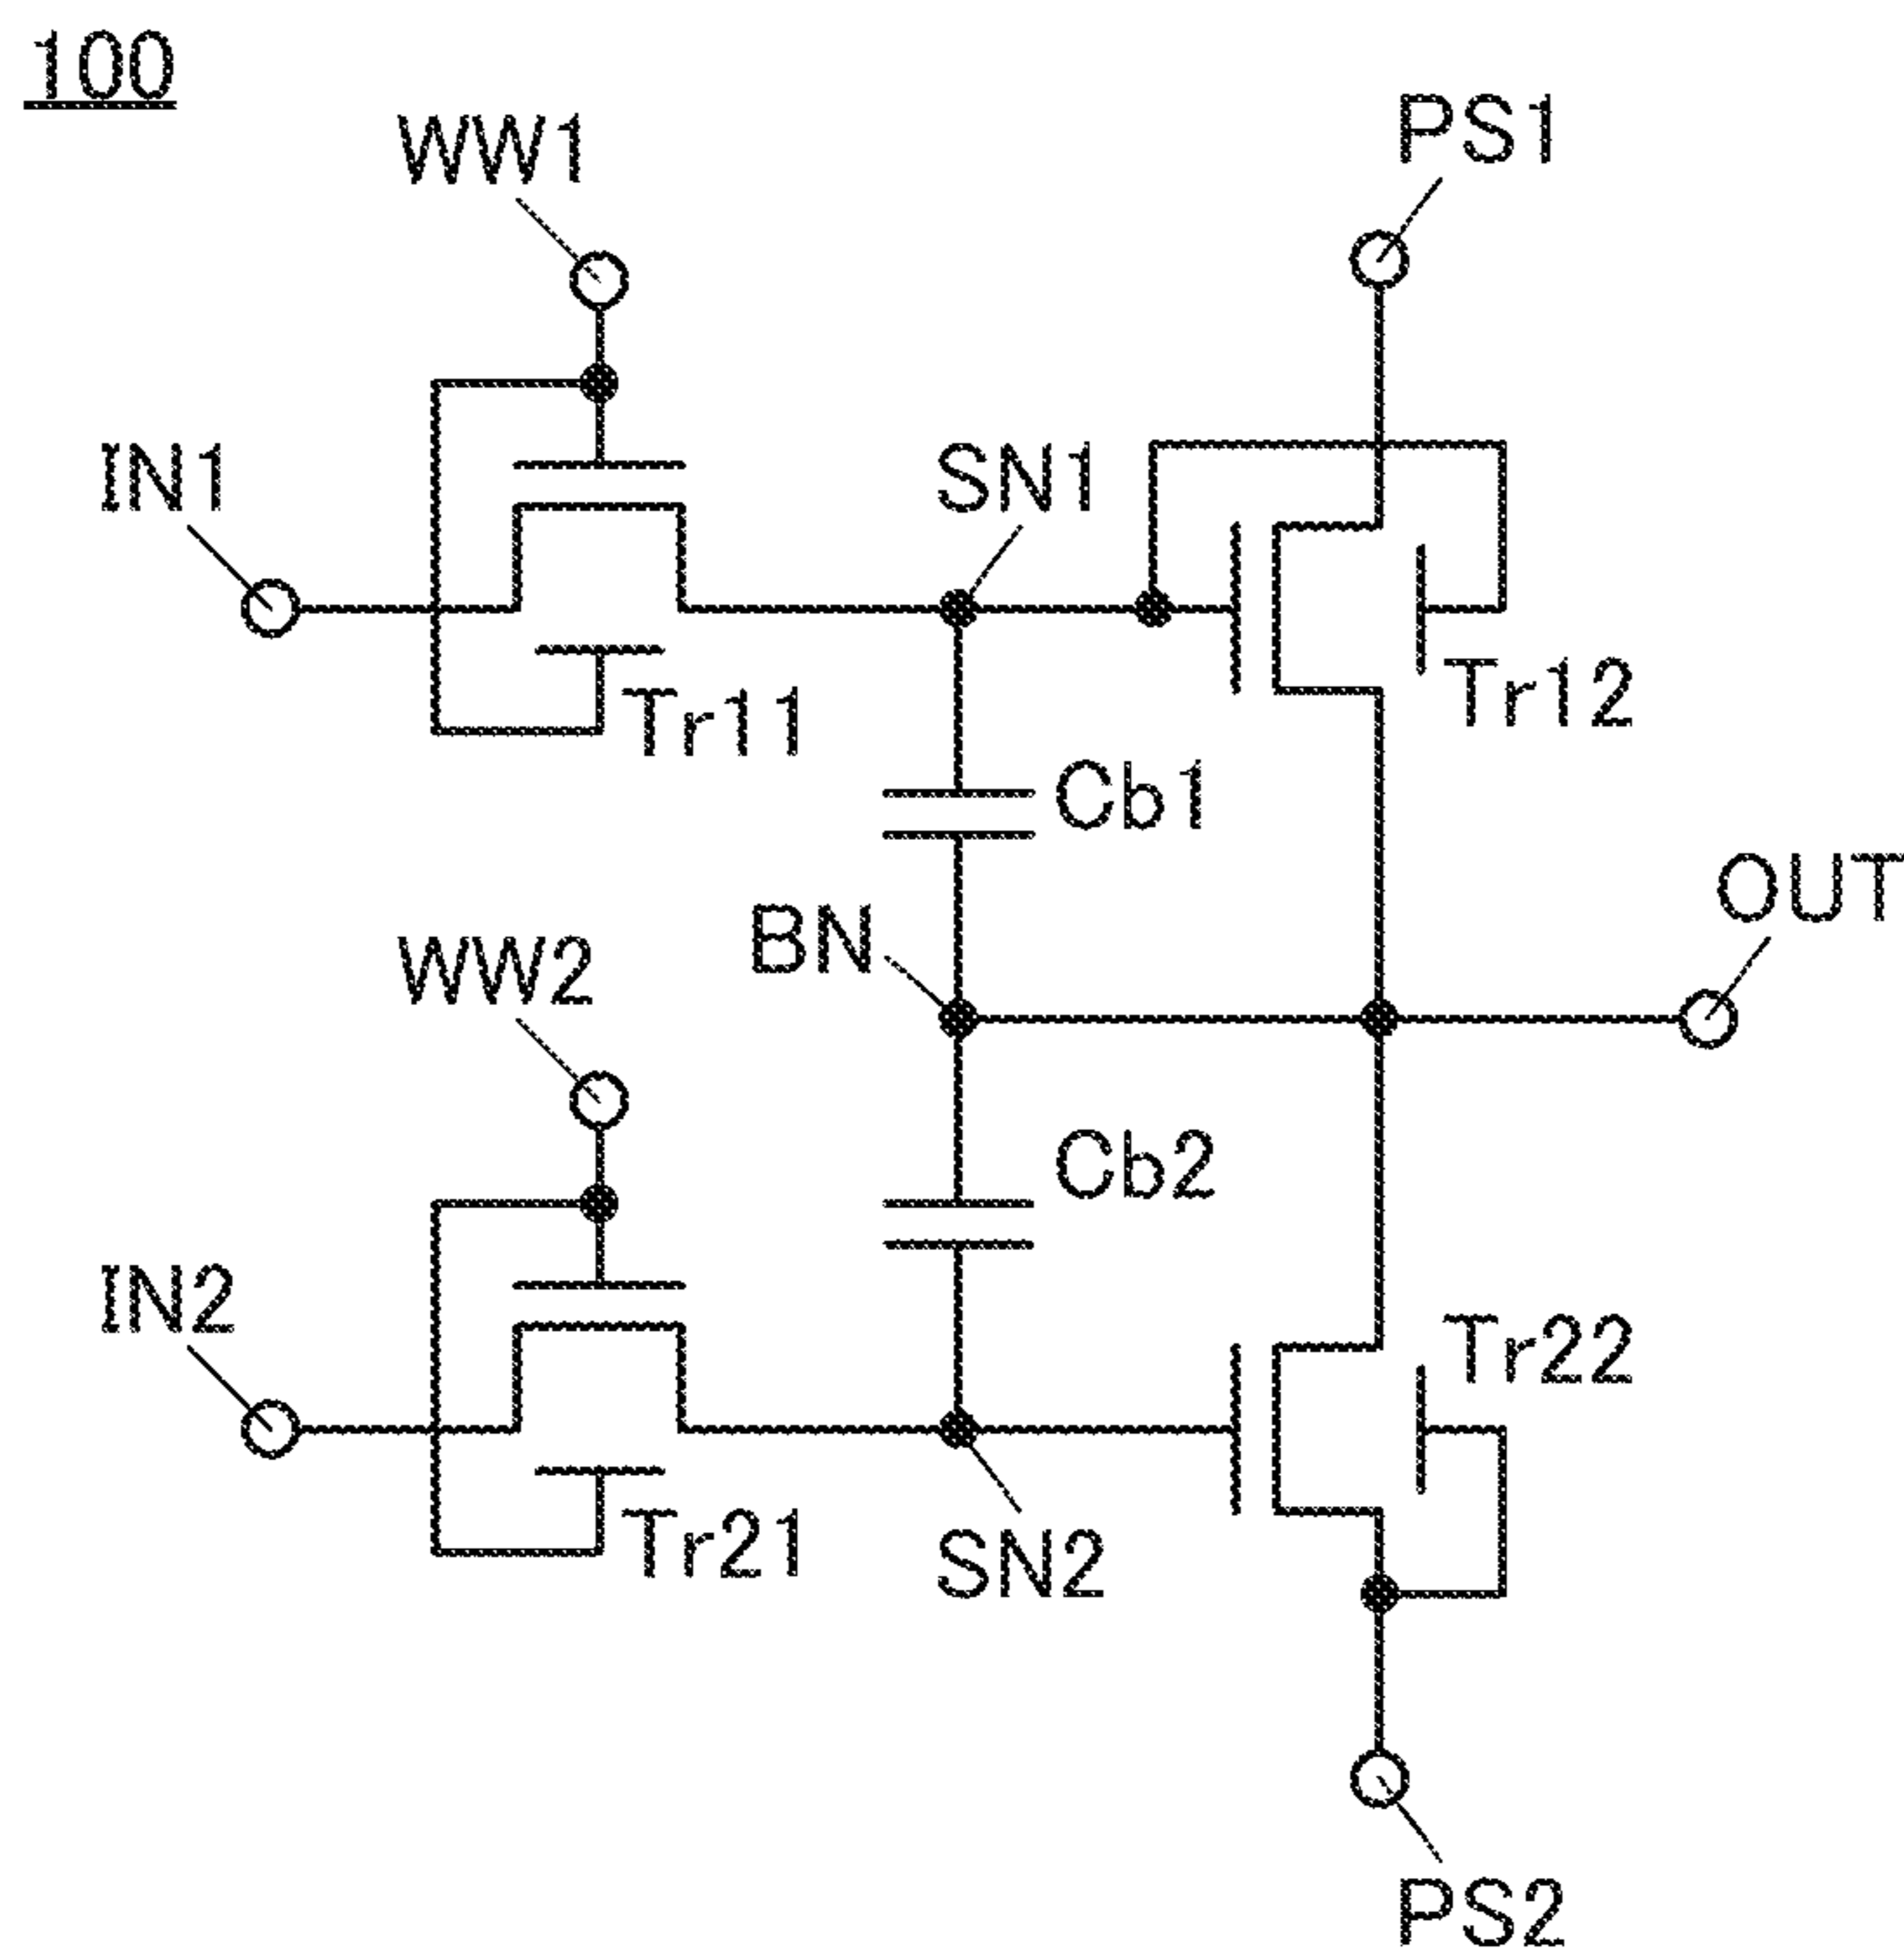 100
WW1
PS1
IN1
SN1
Tr11
Tr12
Cb1
OUT
BN
WW2
Cb2
IN2
Tr22
Tr21
SN2
PS2